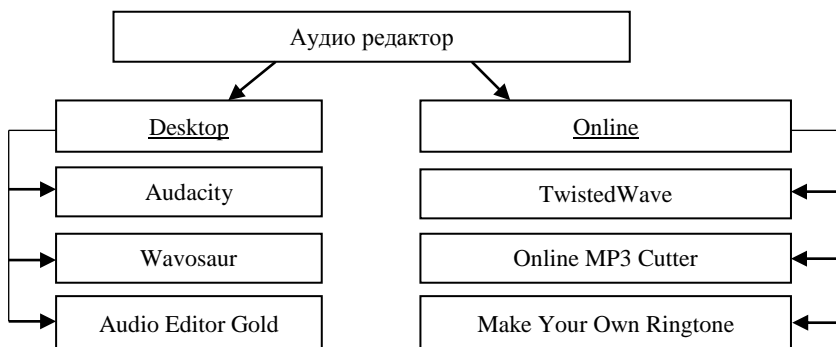 Аудио редактор
Desktop
Online
Audacity
TwistedWave
Wavosaur
Online MP3 Cutter
Audio Editor Gold
Make Your Own Ringtone